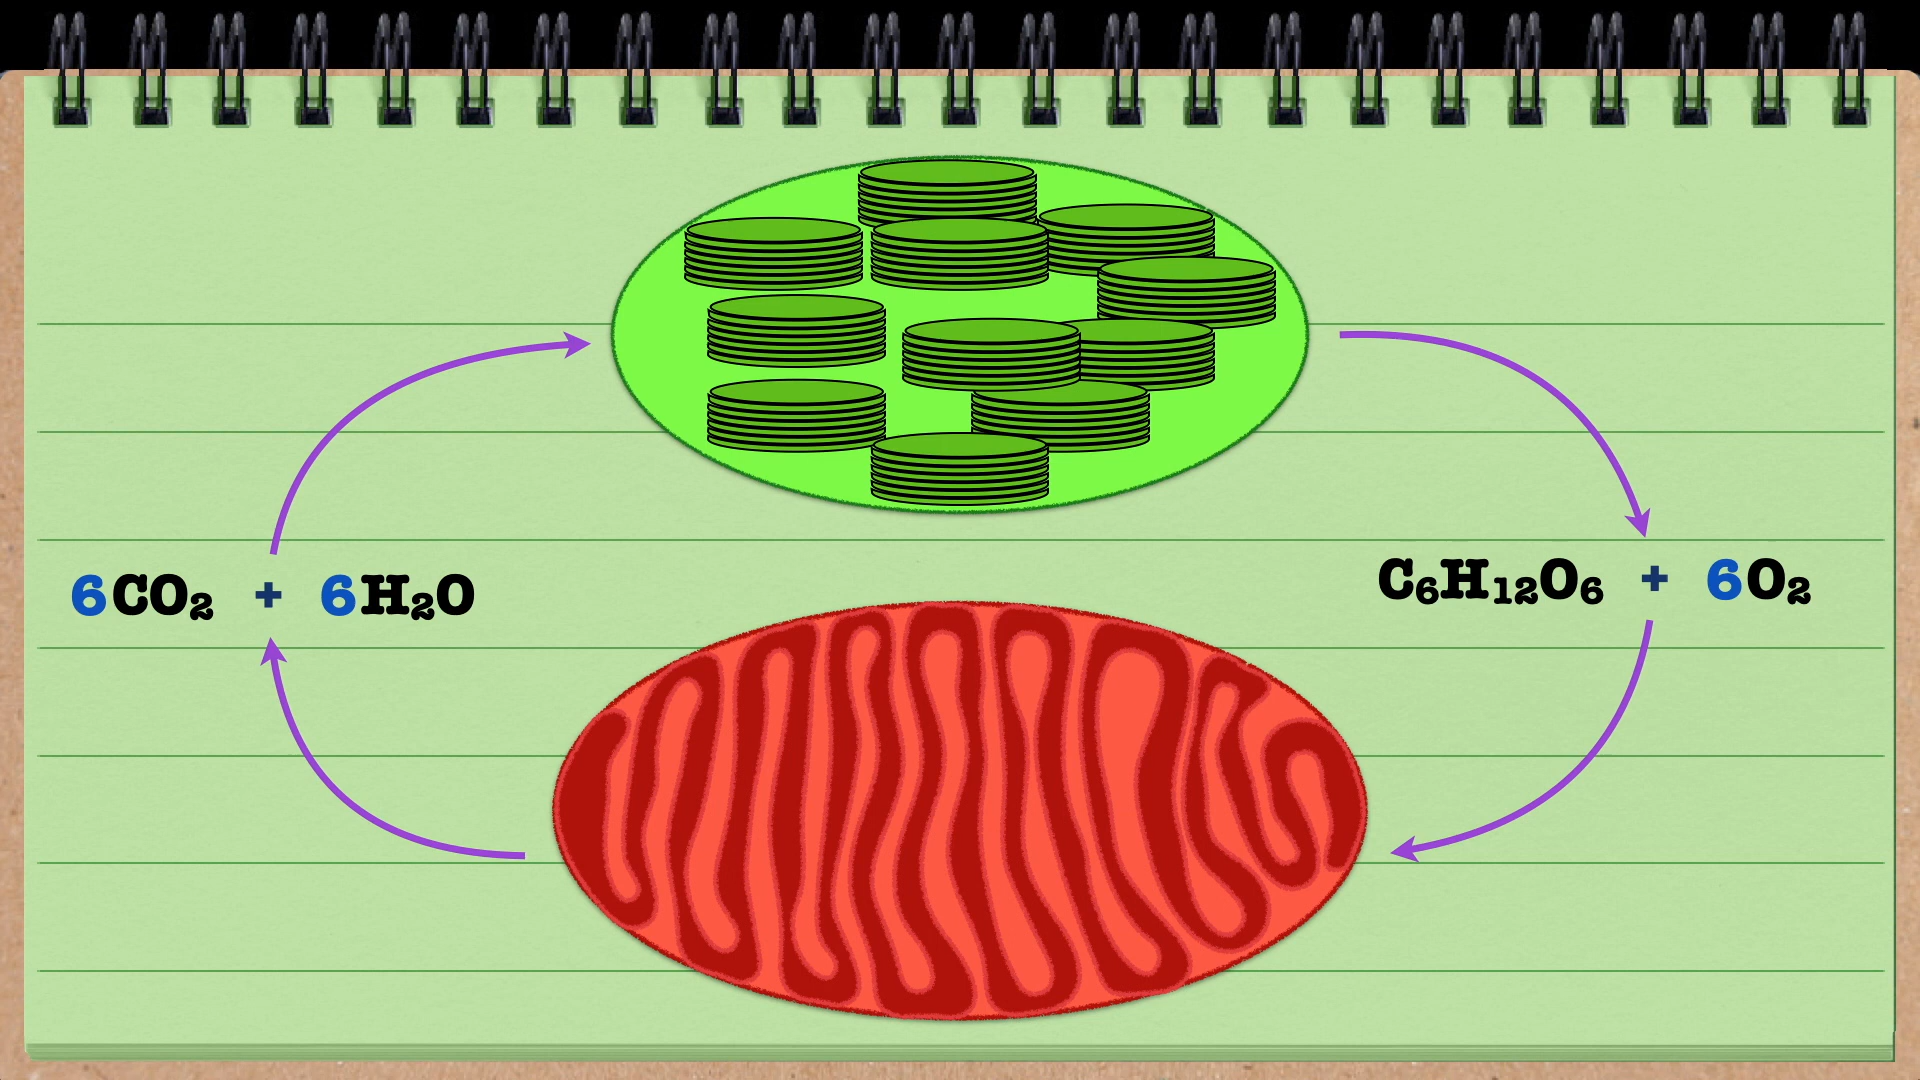 6CO₂ + 6H₂O
C₆H₁₂O₆ + 6O₂